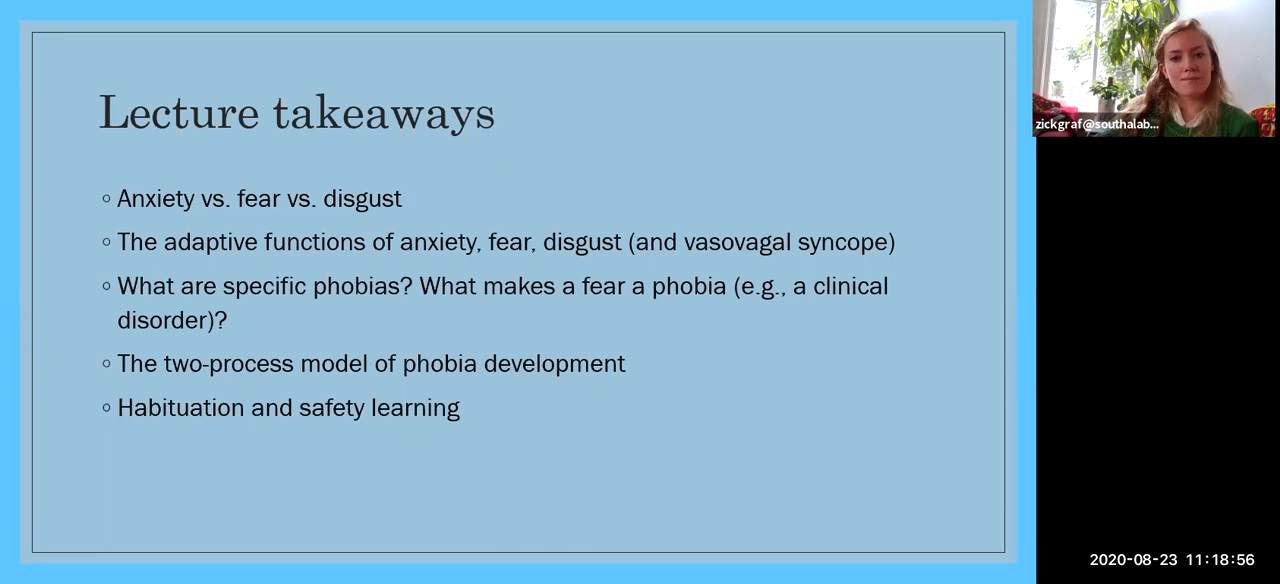 Lecture takeaways
◦ Anxiety vs. fear vs. disgust
◦ The adaptive functions of anxiety, fear, disgust (and vasovagal syncope)
◦ What are specific phobias? What makes a fear a phobia (e.g., a clinical
disorder)?
◦ The two-process model of phobia development
◦ Habituation and safety learning
zickgraf@southalab...
2020-08-23 11:18:56